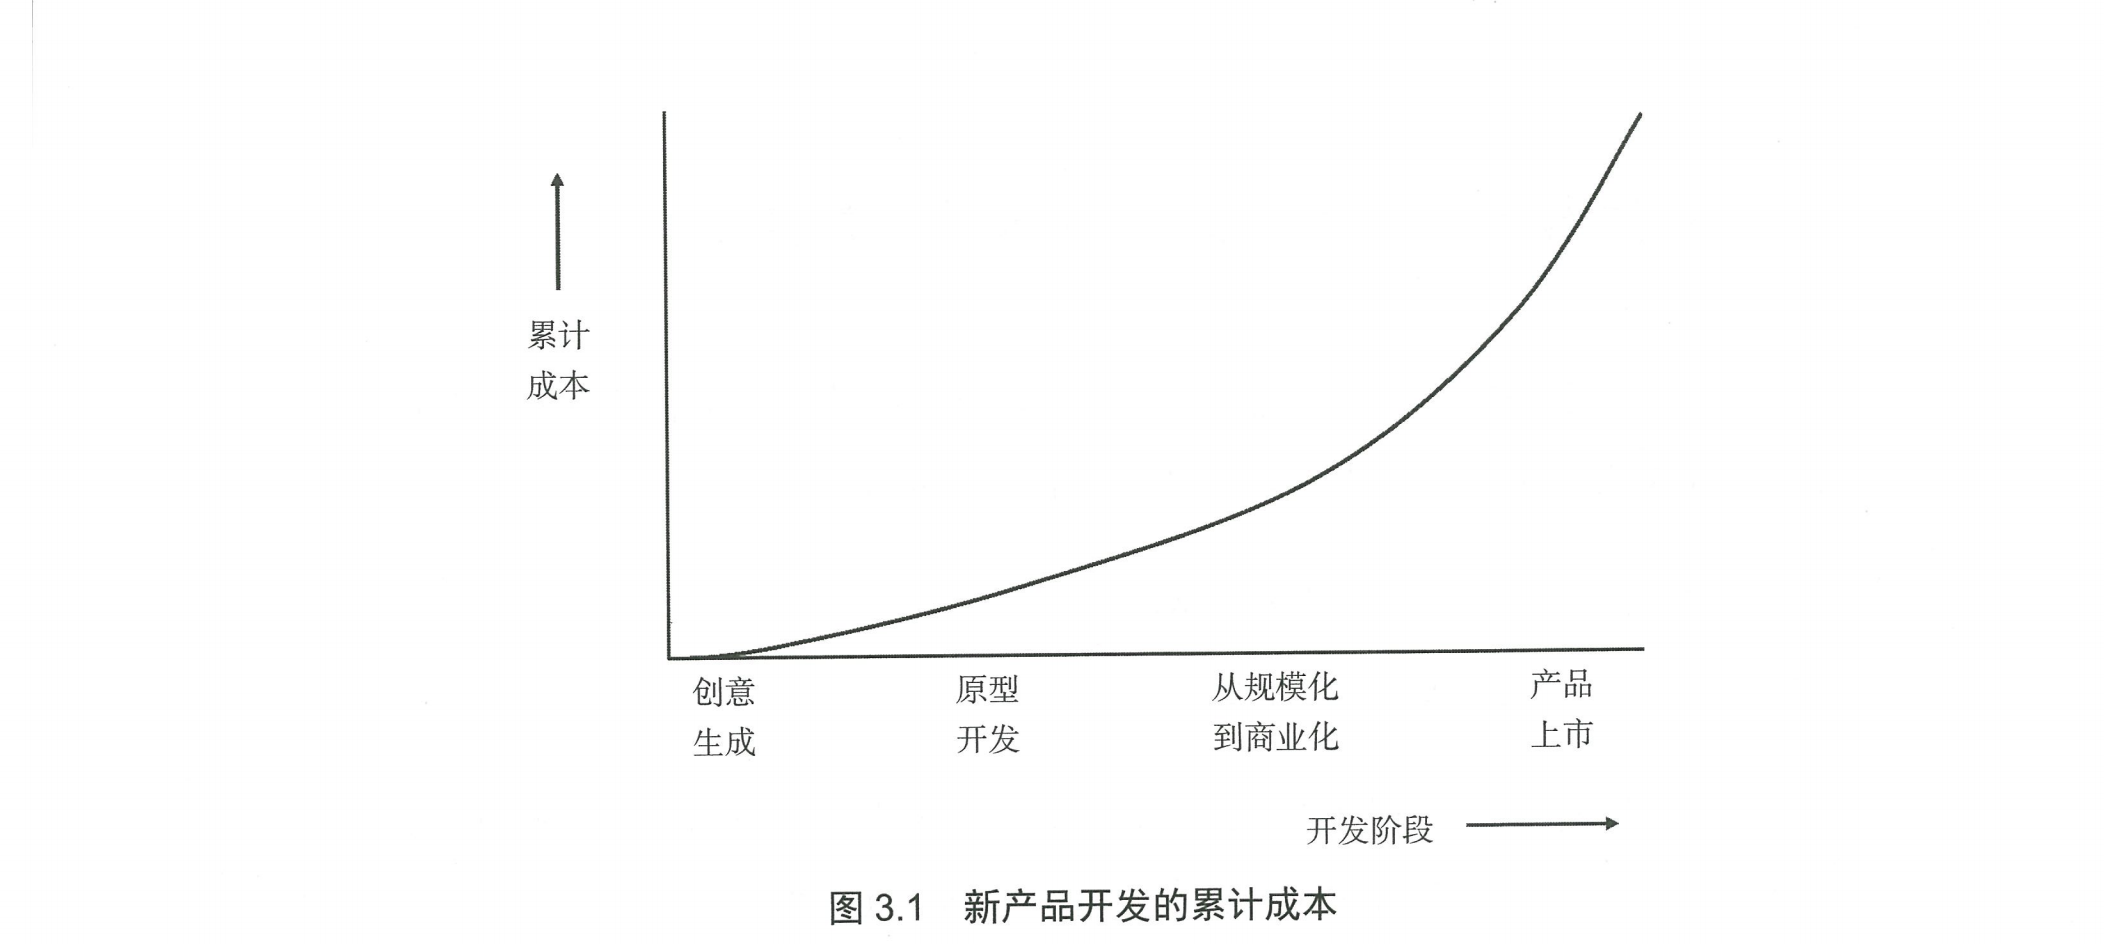 累计
成本
创意
生成
原型
开发
从规模化
到商业化
产品
上市
开发阶段
图 3.1 新产品开发的累计成本